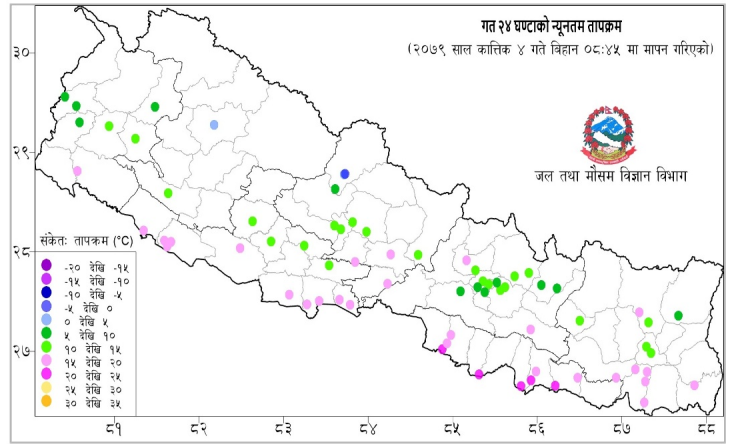 गत २४ घण्टाको न्यूनतम तापक्रम
(२०७९ साल कात्तिक ४ गते बिहान ०८:४५ मा मापन गरिएको)
जल तथा मौसम विज्ञान विभाग
३०
२९
२८
२७
संकेतः तापक्रम (°C)
-२० देखि -१५
-१५ देखि -१०
-१० देखि -५
-५ देखि ०
० देखि ५
५ देखि १०
१० देखि १५
१५ देखि २०
२० देखि २५
२५ देखि ३०
३० देखि ३५
८१ ८२ ८३ ८४ ८५ ८६ ८७ ८८